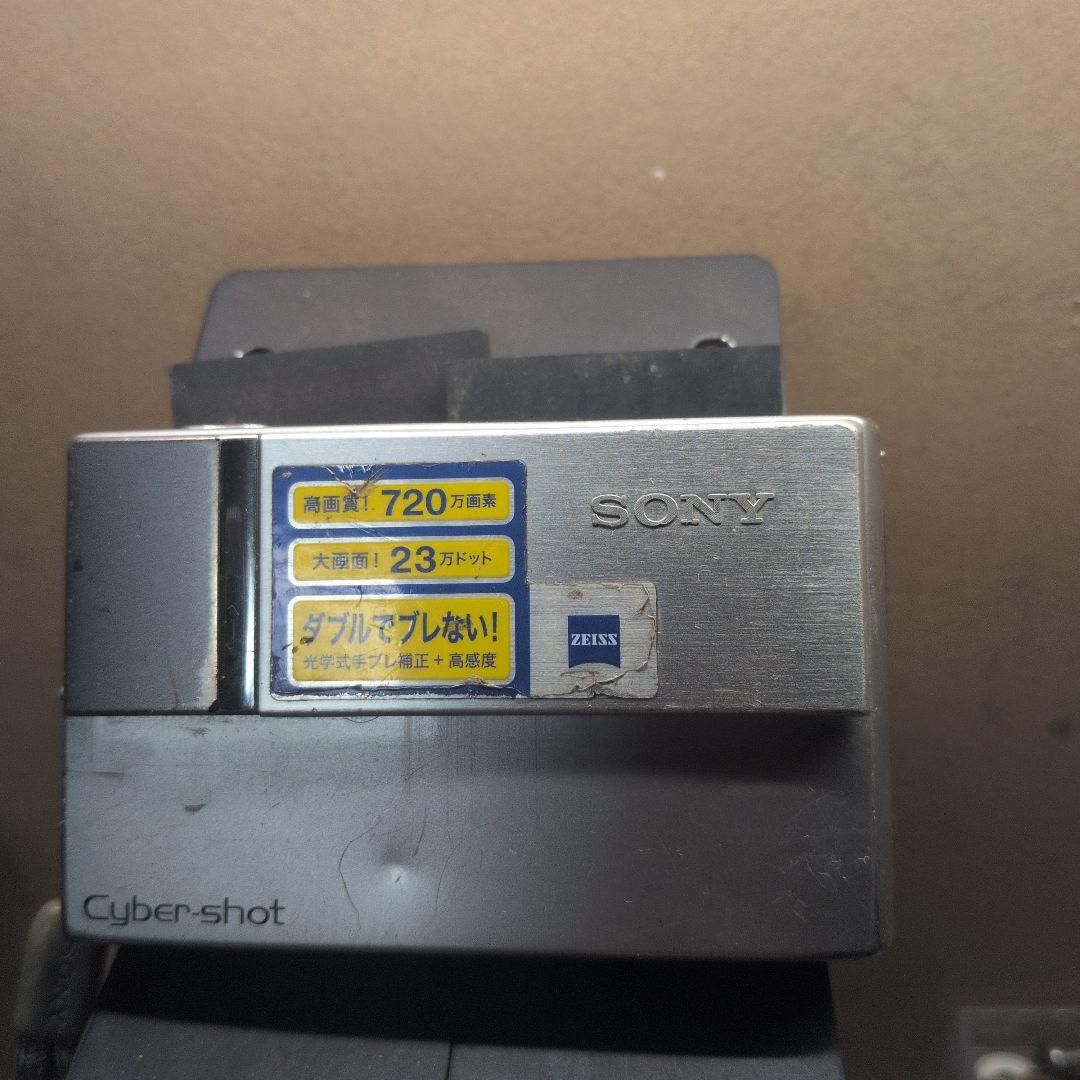 高画質! 720万画素
SONY
大画面! 23万ドット
ダブルでブレない!
光学式手ブレ補正+高感度
ZEISS
Cyber-shot